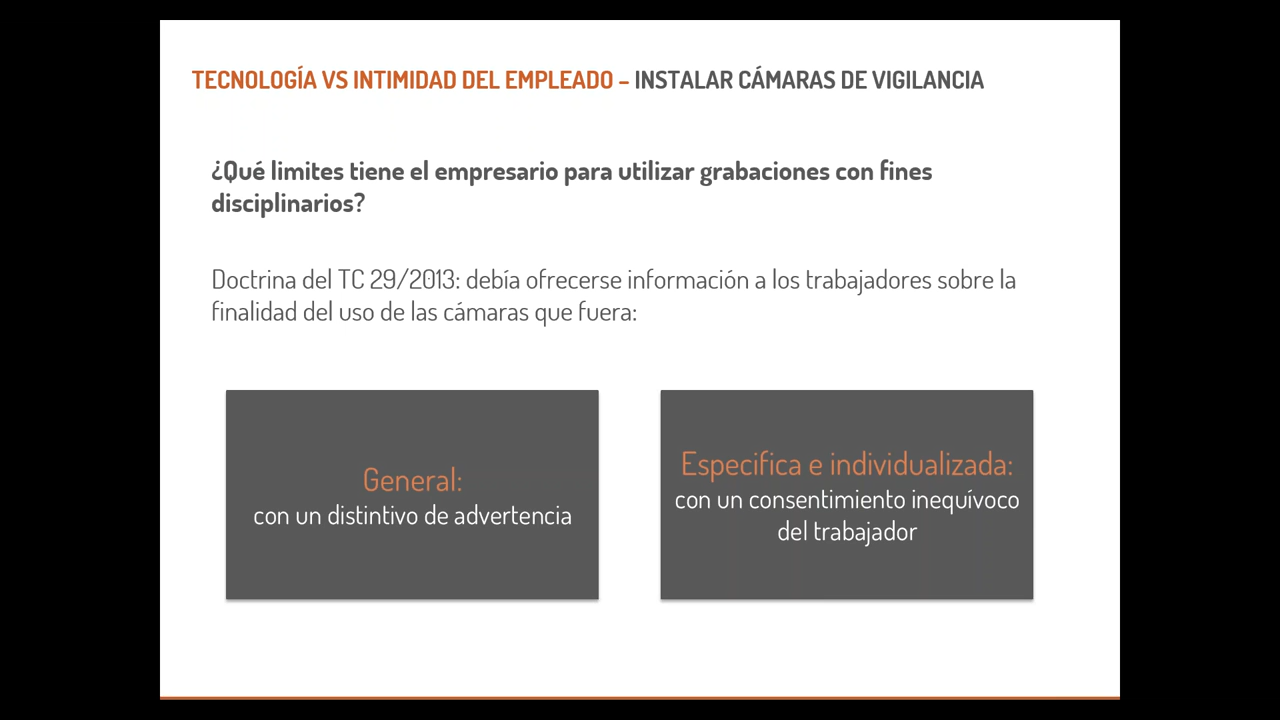 TECNOLOGÍA VS INTIMIDAD DEL EMPLEADO – INSTALAR CÁMARAS DE VIGILANCIA
¿Qué limites tiene el empresario para utilizar grabaciones con fines
disciplinarios?
Doctrina del TC 29/2013: debía ofrecerse información a los trabajadores sobre la
finalidad del uso de las cámaras que fuera:
General:
con un distintivo de advertencia
Especifica e individualizada:
con un consentimiento inequívoco
del trabajador